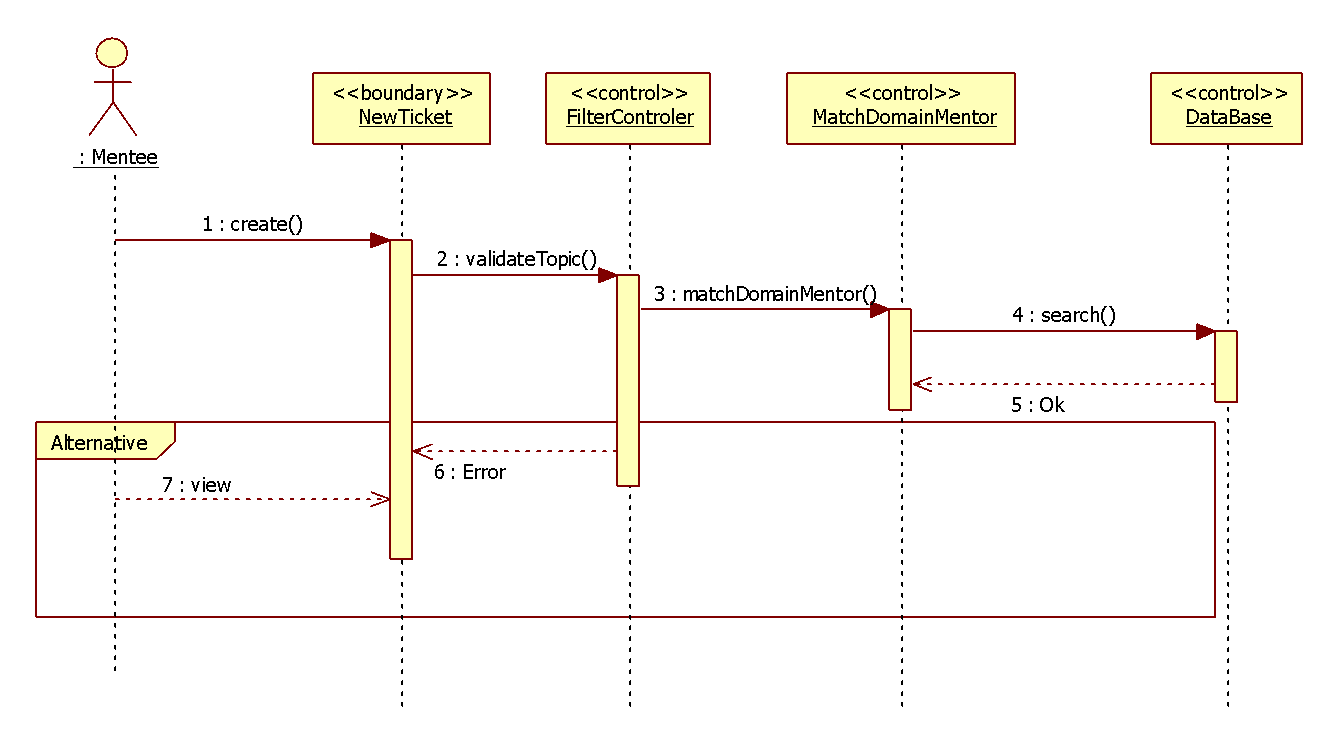 <<boundary>>
NewTicket
<<control>>
FilterControler
<<control>>
MatchDomainMentor
<<control>>
DataBase
: Mentee
1 : create()
2 : validateTopic()
3 : matchDomainMentor()
4 : search()
5 : Ok
Alternative
6 : Error
7 : view